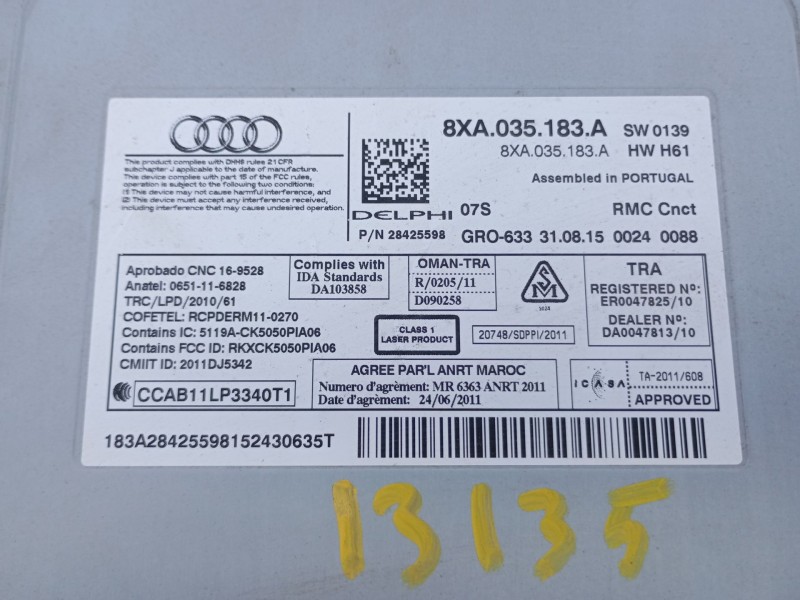 8XA.035.183.A SW 0139
8XA.035.183.A HW H61
Assembled in PORTUGAL
This product complies with DHHS rules 21 CFR
subchapter J applicable to the date of manufacture.
This device complies with part 15 of the FCC rules,
operation is subject to the following two conditions:
(1) This device may not cause harmful interference, and
(2) This device must accept any interference received,
including interference that may cause undesired operation.
DELPHI 07S RMC Cnct
P/N 28425598 GRO-633 31.08.15 0024 0088
Aprobado CNC 16-9528
Anatel: 0651-11-6828
TRC/LPD/2010/61
COFETEL: RCPDERM11-0270
Contains IC: 5119A-CK5050PIA06
Contains FCC ID: RKXCK5050PIA06
CMIIT ID: 2011DJ5342
CCAB11LP3340T1
Complies with
IDA Standards
DA103858
OMAN-TRA
R/0205/11
D090258
CLASS 1
LASER PRODUCT
20748/SDPPI/2011
TRA
REGISTERED Nº:
ER0047825/10
DEALER Nº:
DA0047813/10
AGREE PAR'L ANRT MAROC
Numero d'agrèment: MR 6363 ANRT 2011
Date d'agrément: 24/06/2011
ICASA
TA-2011/608
APPROVED
183A28425598152430635T
13135